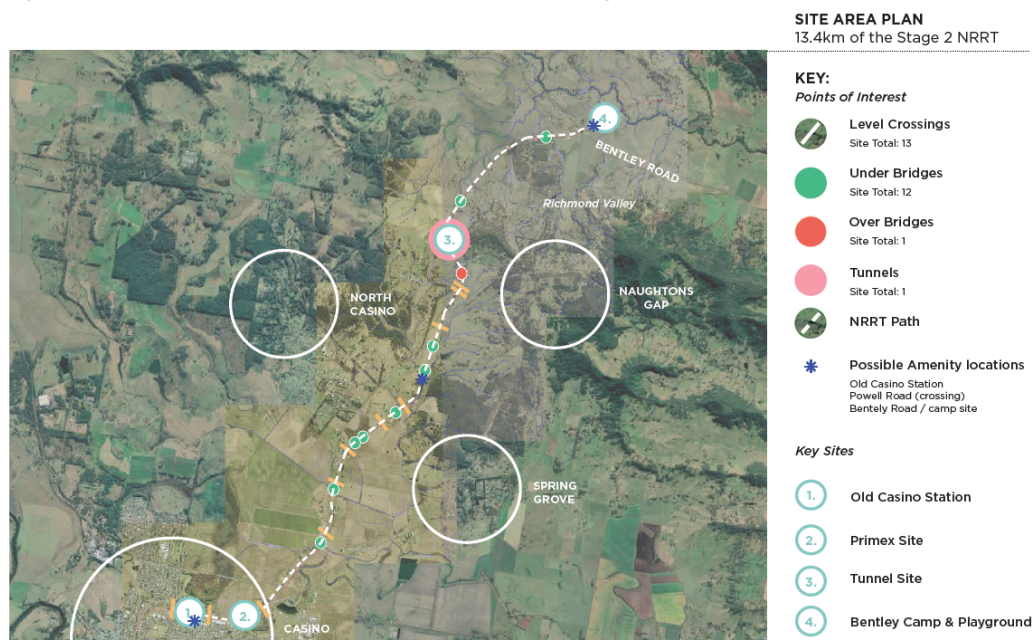 SITE AREA PLAN
13.4km of the Stage 2 NRRT
KEY:
Points of Interest
Level Crossings
Site Total: 13
Under Bridges
Site Total: 12
Over Bridges
Site Total: 1
Tunnels
Site Total: 1
NRRT Path
Possible Amenity locations
Old Casino Station
Powell Road (crossing)
Bentely Road / camp site
Key Sites
1. Old Casino Station
2. Primex Site
3. Tunnel Site
4. Bentley Camp & Playground
4.
BENTLEY ROAD
Richmond Valley
3.
NORTH
CASINO
NAUGHTONS
GAP
SPRING
GROVE
1.
2.
CASINO